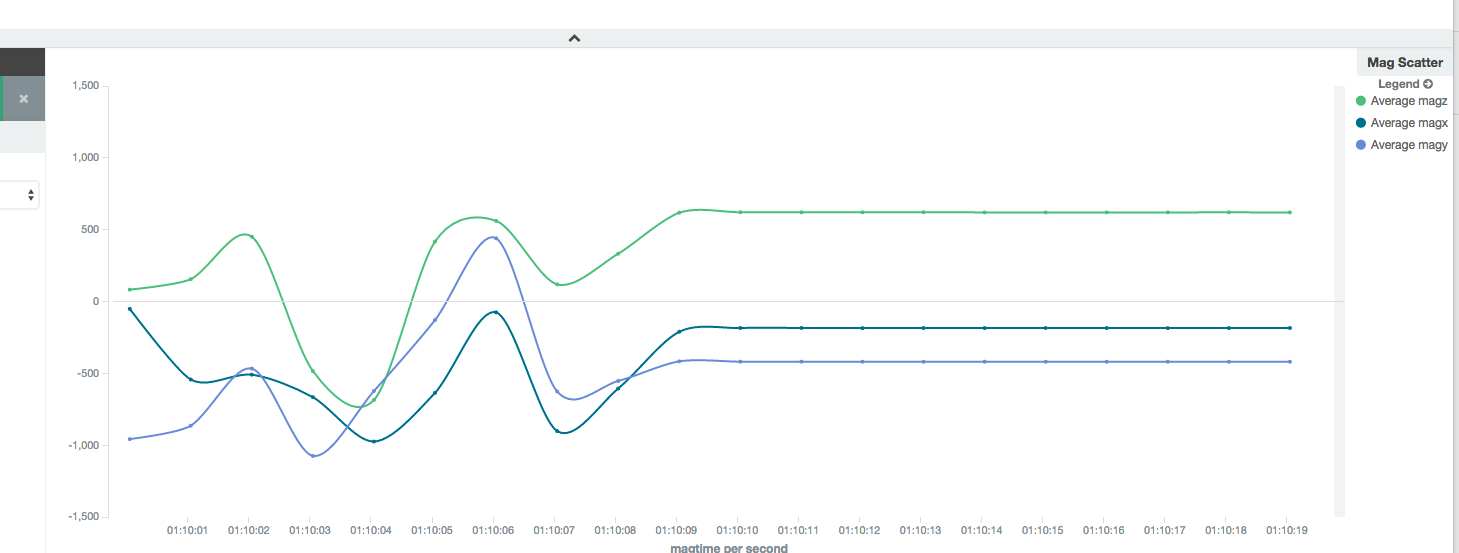 Mag Scatter
Legend
Average magz
Average magx
Average magy
1,500
1,000
500
0
-500
-1,000
-1,500
01:10:01 01:10:02 01:10:03 01:10:04 01:10:05 01:10:06 01:10:07 01:10:08 01:10:09 01:10:10 01:10:11 01:10:12 01:10:13 01:10:14 01:10:15 01:10:16 01:10:17 01:10:18 01:10:19
magtime per second